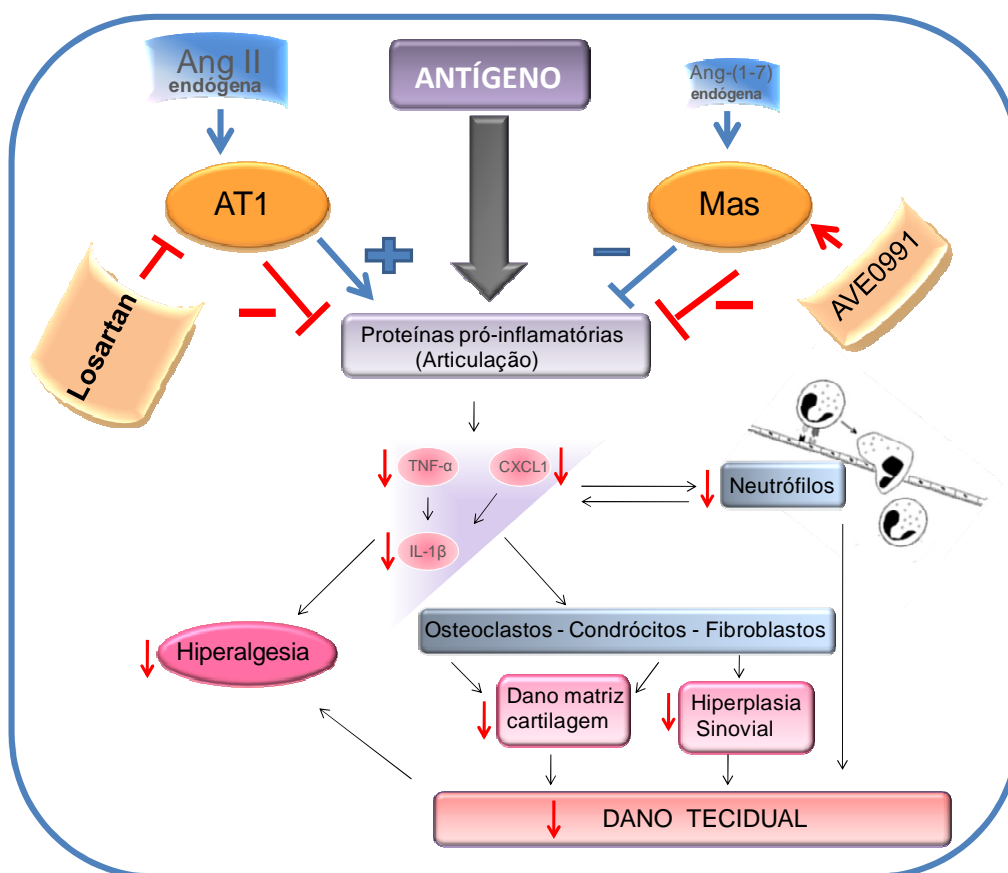 Ang II
endógena
ANTÍGENO
Ang-(1-7)
endógena
AT1
Mas
Losartan
AVE0991
+
−
−
−
Proteínas pró-inflamatórias
(Articulação)
TNF-α
CXCL1
IL-1β
Neutrófilos
Osteoclastos - Condrócitos - Fibroblastos
Hiperalgesia
Dano matriz
cartilagem
Hiperplasia
Sinovial
DANO TECIDUAL